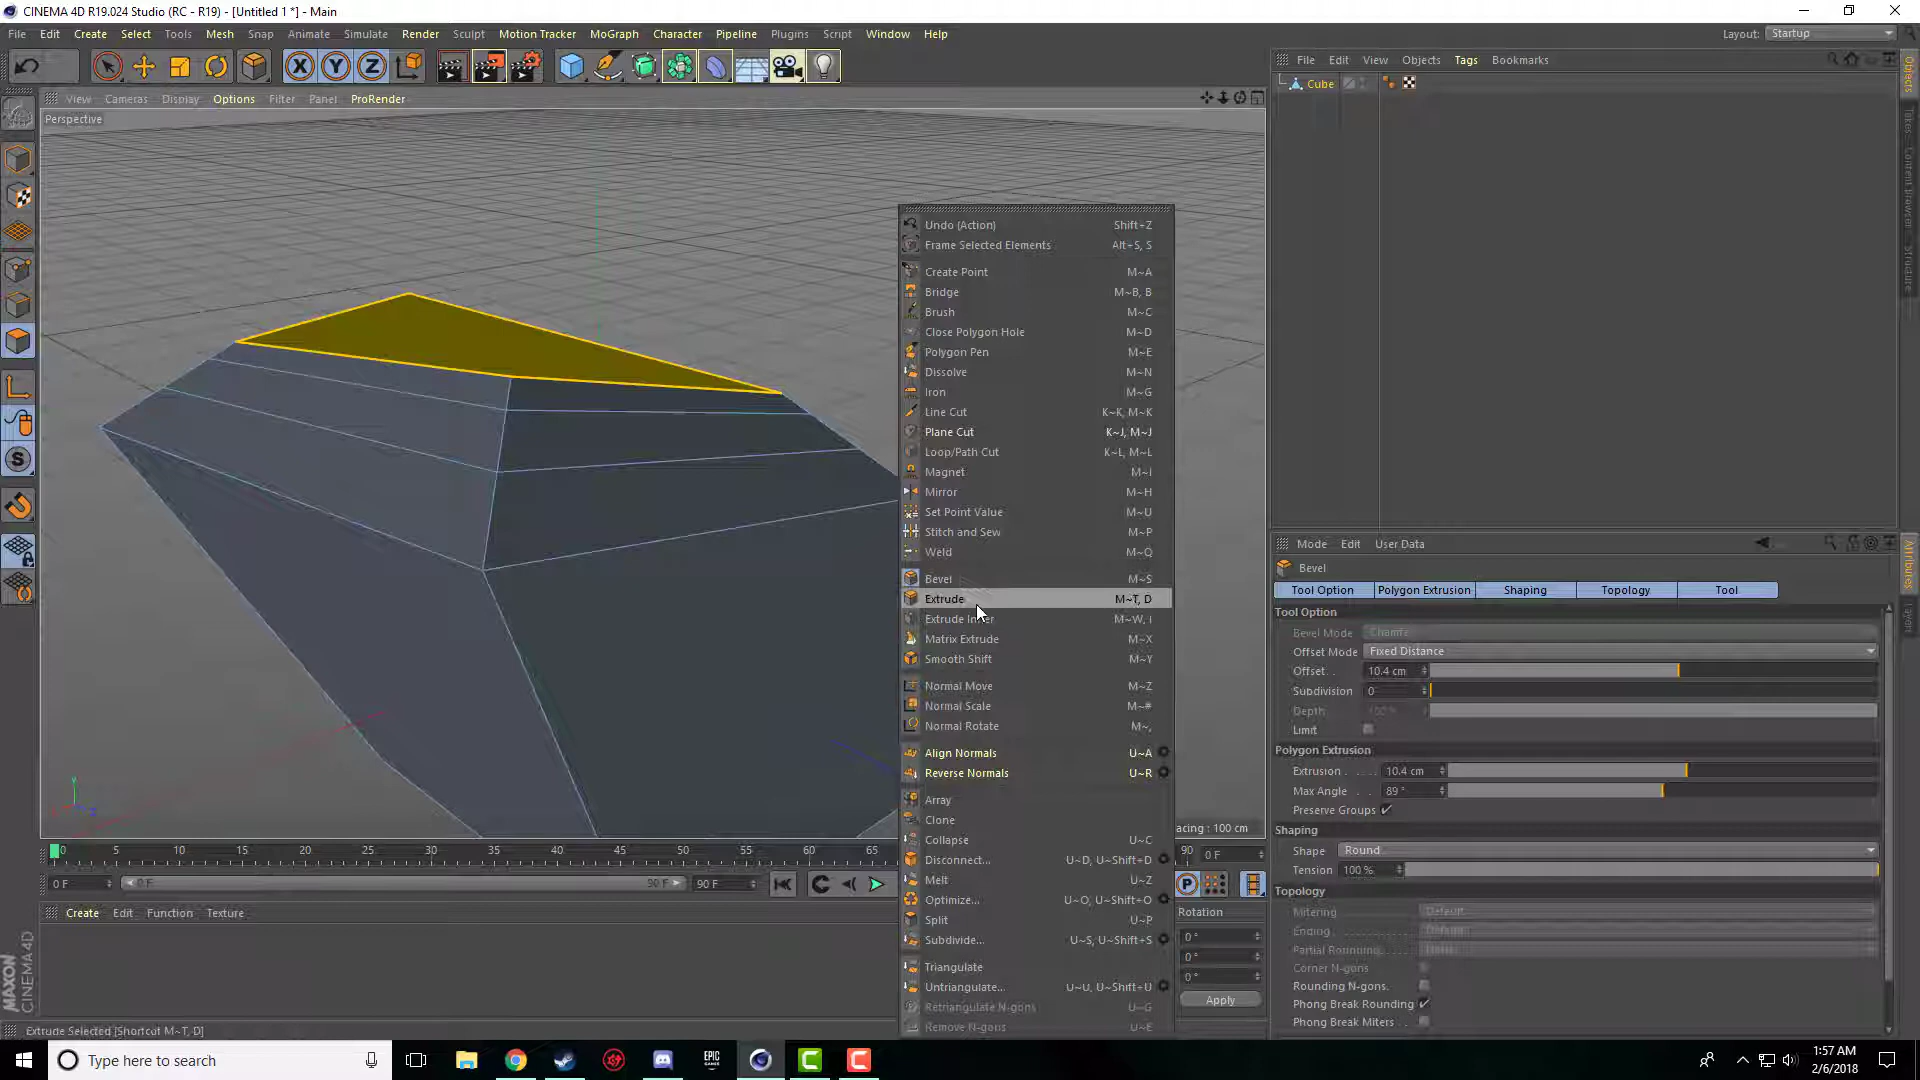 CINEMA 4D R19.024 Studio (RC - R19) - [Untitled 1 *] - Main
File Edit Create Select Tools Mesh Snap Animate Simulate Render Sculpt Motion Tracker MoGraph Character Pipeline Plugins Script Window Help Layout: Startup
View Cameras Display Options Filter Panel ProRender
Perspective
File Edit View Objects Tags Bookmarks
Cube
Undo (Action) Shift+Z
Frame Selected Elements Alt+S, S
Create Point M~A
Bridge M~B, B
Brush M~C
Close Polygon Hole M~D
Polygon Pen M~E
Dissolve M~N
Iron M~G
Line Cut K~K, M~K
Plane Cut K~J, M~J
Loop/Path Cut K~L, M~L
Magnet M~I
Mirror M~H
Set Point Value M~U
Stitch and Sew M~P
Weld M~Q
Bevel M~S
Extrude M~T, D
Extrude Inner M~W, I
Matrix Extrude M~X
Smooth Shift M~Y
Normal Move M~Z
Normal Scale M~#
Normal Rotate M~,
Align Normals U~A
Reverse Normals U~R
Array
Clone
Collapse U~C
Disconnect... U~D, U~Shift+D
Melt U~Z
Optimize... U~O, U~Shift+O
Split U~P
Subdivide... U~S, U~Shift+S
Triangulate
Untriangulate... U~U, U~Shift+U
Retriangulate N-gons U~G
Remove N-gons U~E
Mode Edit User Data
Bevel
Tool Option Polygon Extrusion Shaping Topology Tool
Tool Option
Bevel Mode Chamfer
Offset Mode Fixed Distance
Offset. . 10.4 cm
Subdivision 0
Depth. 100 %
Limit
Polygon Extrusion
Extrusion . . . . 10.4 cm
Max Angle . . . 89 °
Preserve Groups
Shaping
Shape Round
Tension 100 %
Topology
Mitering Default
Ending. Default
Partial Rounding.
Corner N-gons
Rounding N-gons.
Phong Break Rounding
Phong Break Miters . .
acing : 100 cm
0 5 10 15 20 25 30 35 40 45 50 55 60 65 90 0 F
0 F 0 F 90 F 90 F
Create Edit Function Texture
Rotation
0 °
0 °
0 °
Apply
MAXON
CINEMA 4D
Extrude Selected [Shortcut M~T, D]
Objects
Takes
Content Browser
Structure
Attributes
Layers
Type here to search
EPIC
GAMES
1:57 AM
2/6/2018